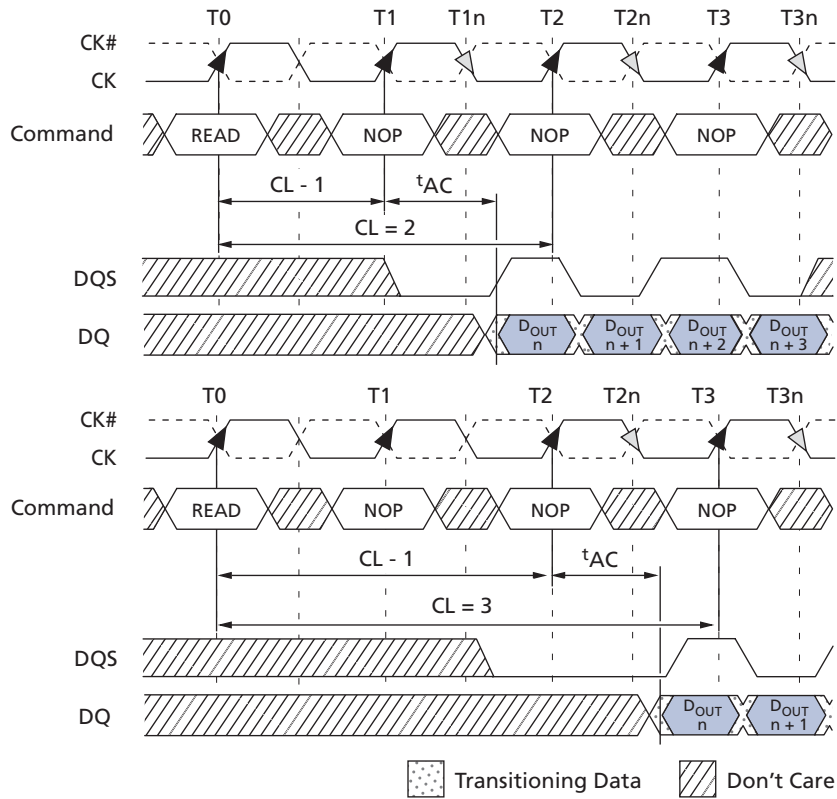 T0 T1 T1n T2 T2n T3 T3n
CK#
CK
Command READ NOP NOP NOP
CL - 1 tAC
CL = 2
DQS
DQ DOUT n DOUT n + 1 DOUT n + 2 DOUT n + 3
T0 T1 T2 T2n T3 T3n
CK#
CK
Command READ NOP NOP NOP
CL - 1 tAC
CL = 3
DQS
DQ DOUT n DOUT n + 1
Transitioning Data Don't Care